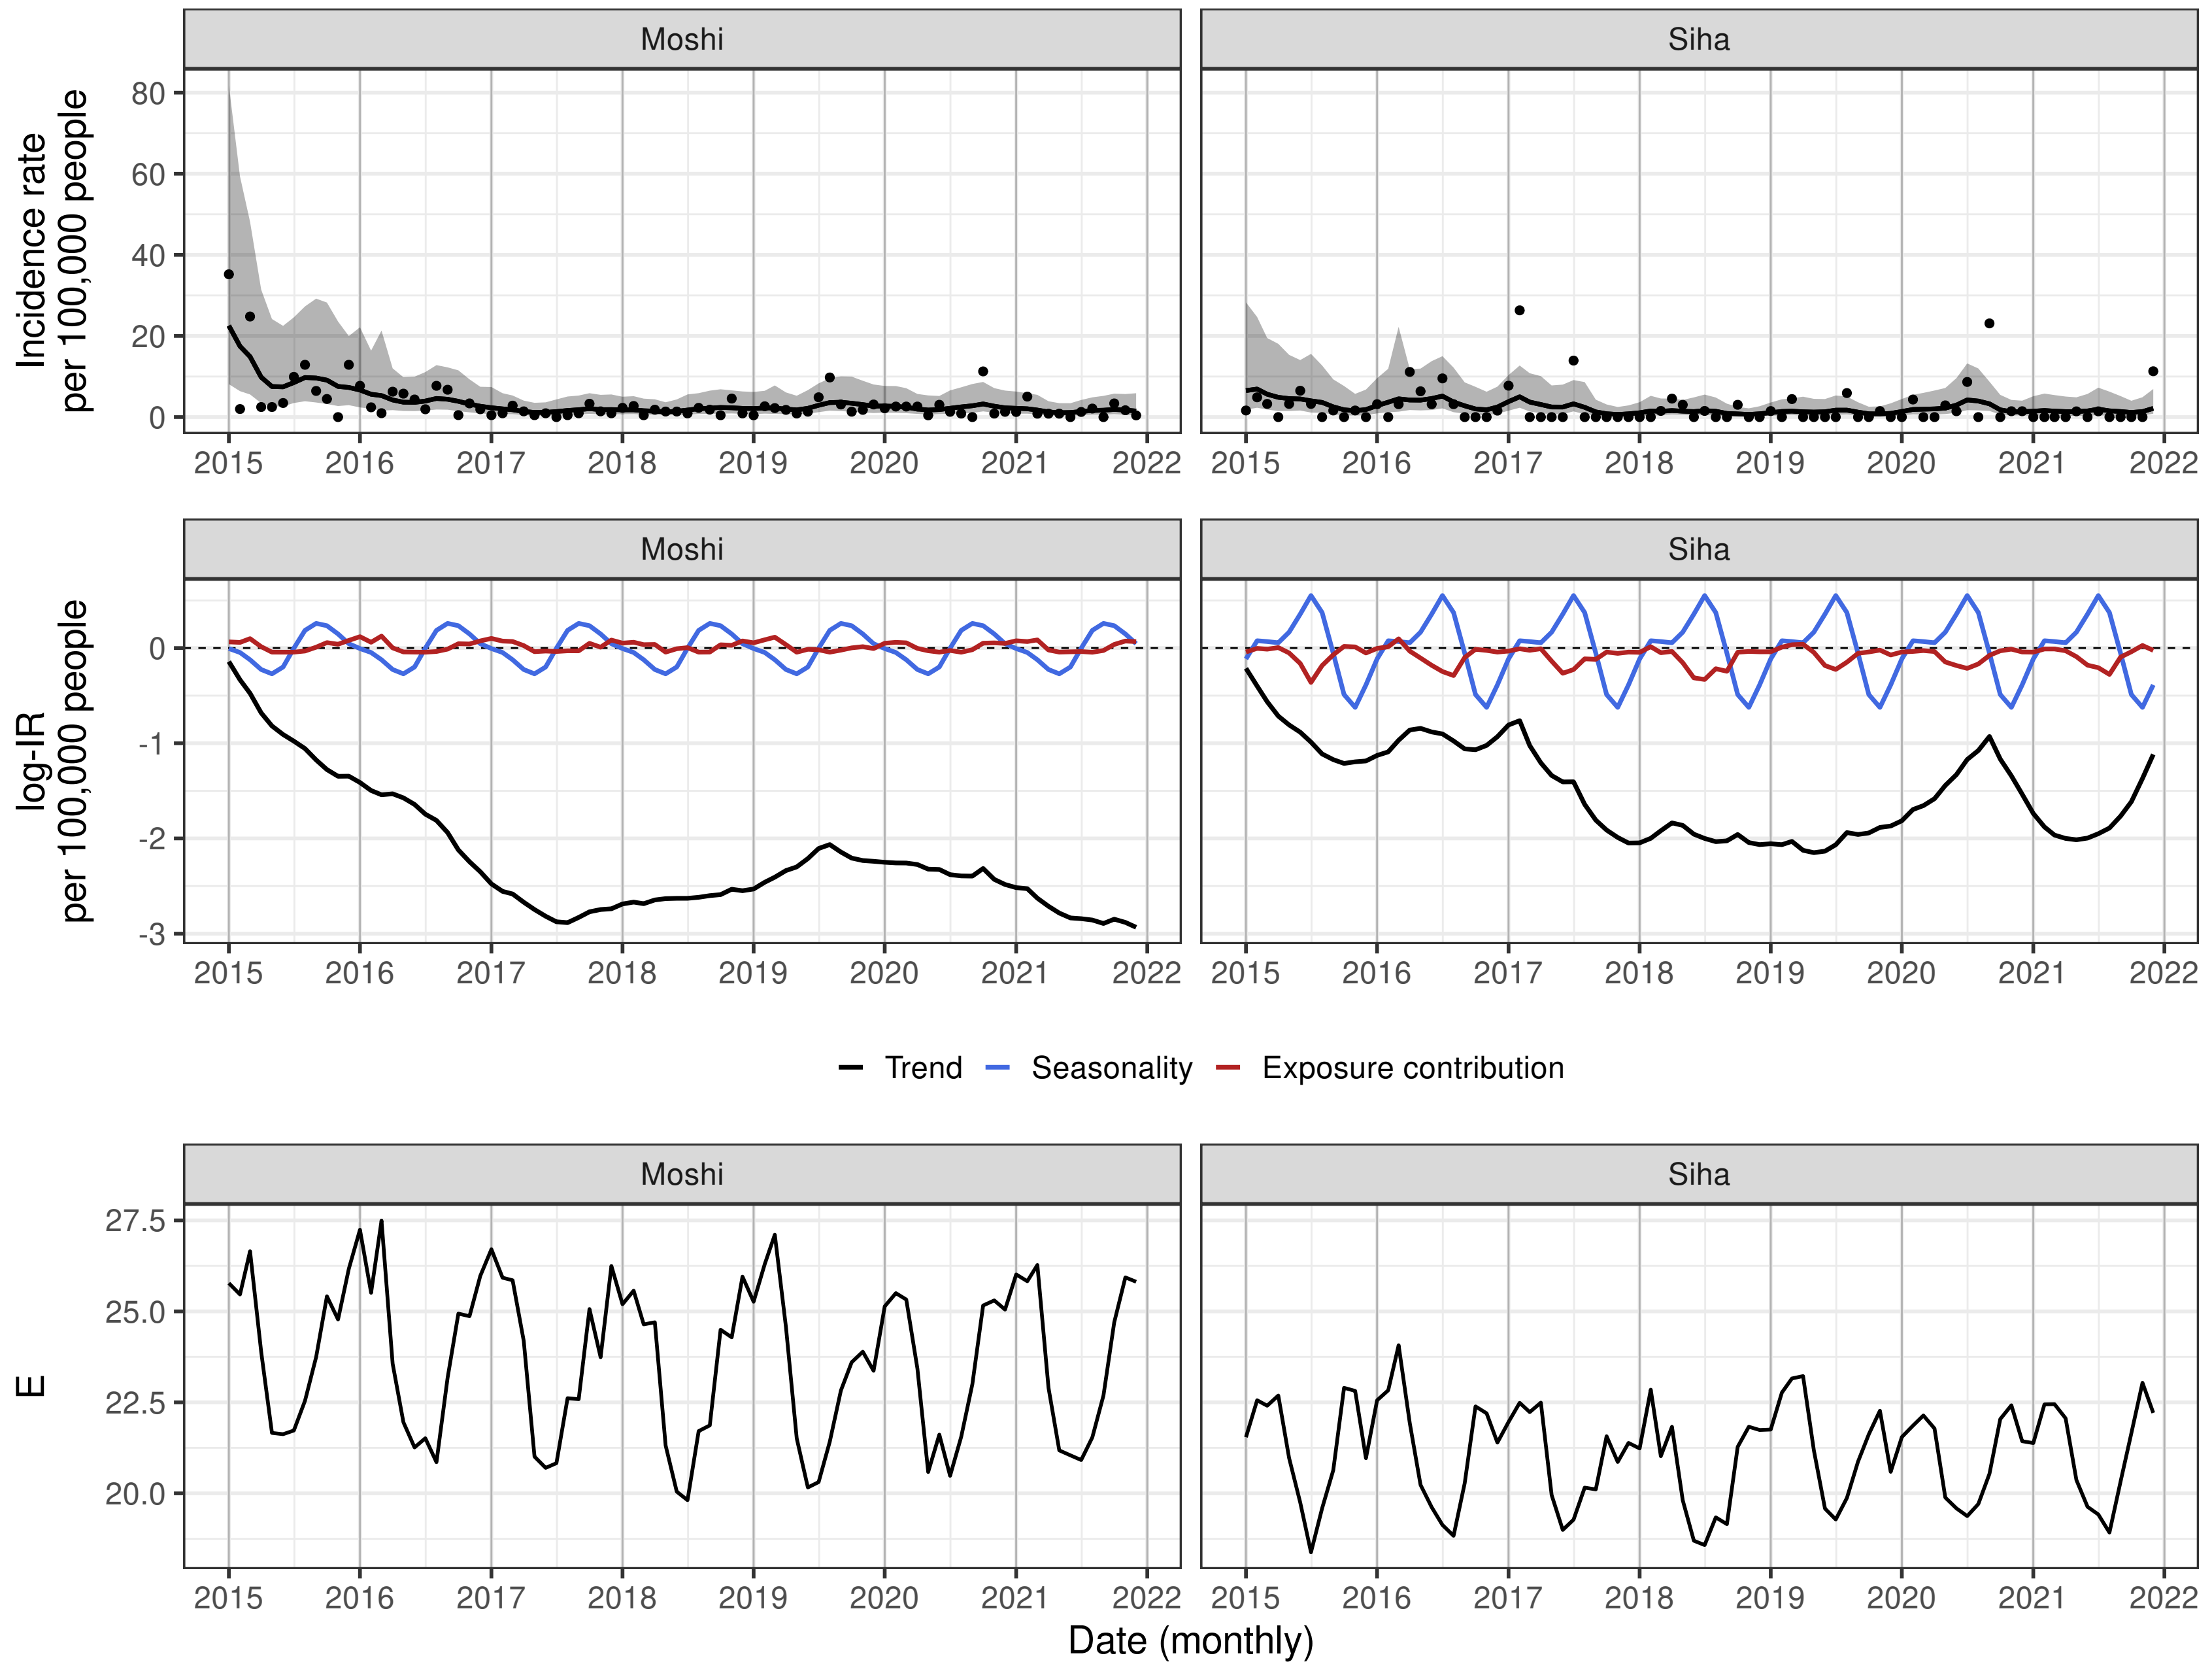 Moshi
Siha
Incidence rate
per 100,000 people
80
60
40
20
0
2015 2016 2017 2018 2019 2020 2021 2022
2015 2016 2017 2018 2019 2020 2021 2022
Moshi
Siha
log-IR
per 100,000 people
0
-1
-2
-3
2015 2016 2017 2018 2019 2020 2021 2022
2015 2016 2017 2018 2019 2020 2021 2022
Trend Seasonality Exposure contribution
Moshi
Siha
E
27.5
25.0
22.5
20.0
2015 2016 2017 2018 2019 2020 2021 2022
2015 2016 2017 2018 2019 2020 2021 2022
Date (monthly)